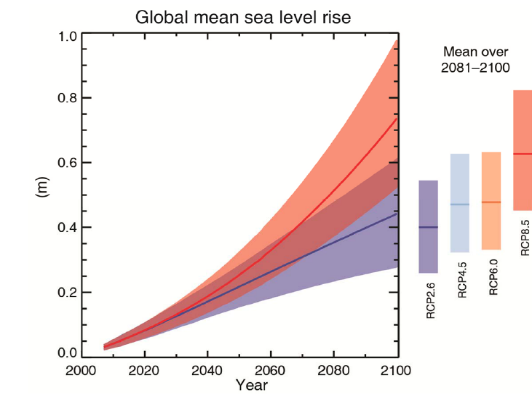 Global mean sea level rise
1.0
0.8
0.6
0.4
0.2
0.0
(m)
2000 2020 2040 2060 2080 2100
Year
Mean over
2081–2100
RCP2.6
RCP4.5
RCP6.0
RCP8.5